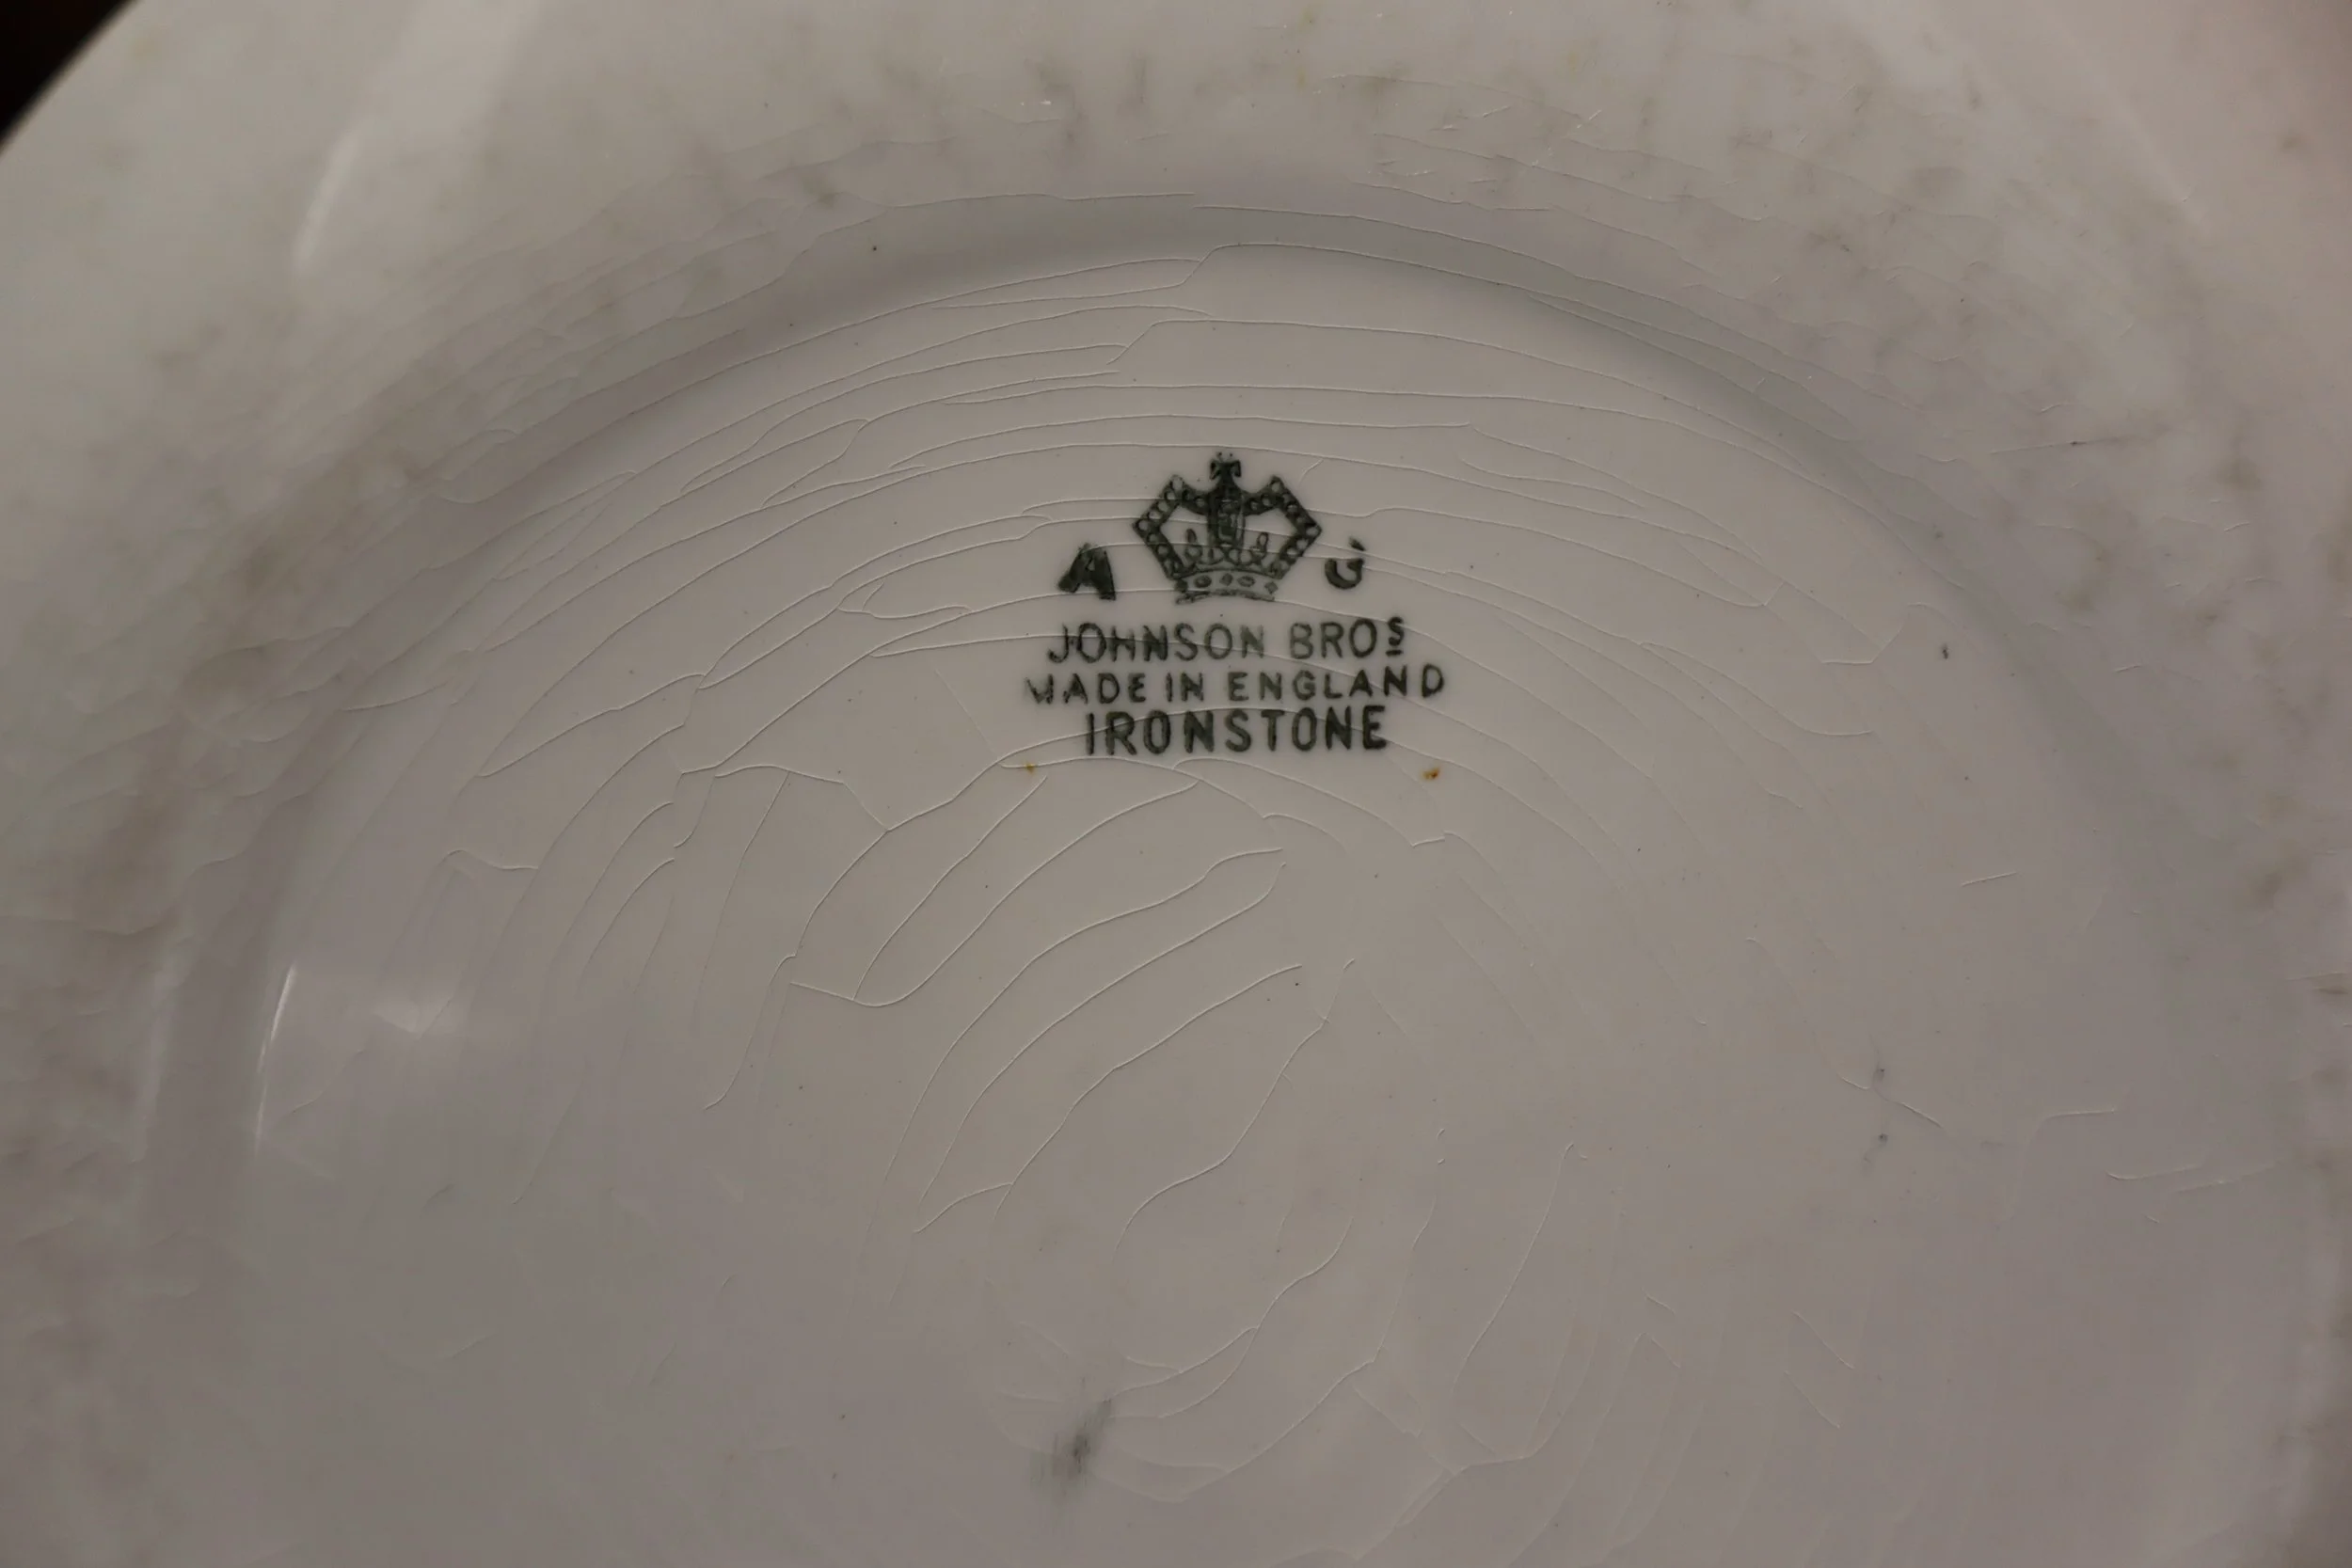 A G
JOHNSON BROS
MADE IN ENGLAND
IRONSTONE